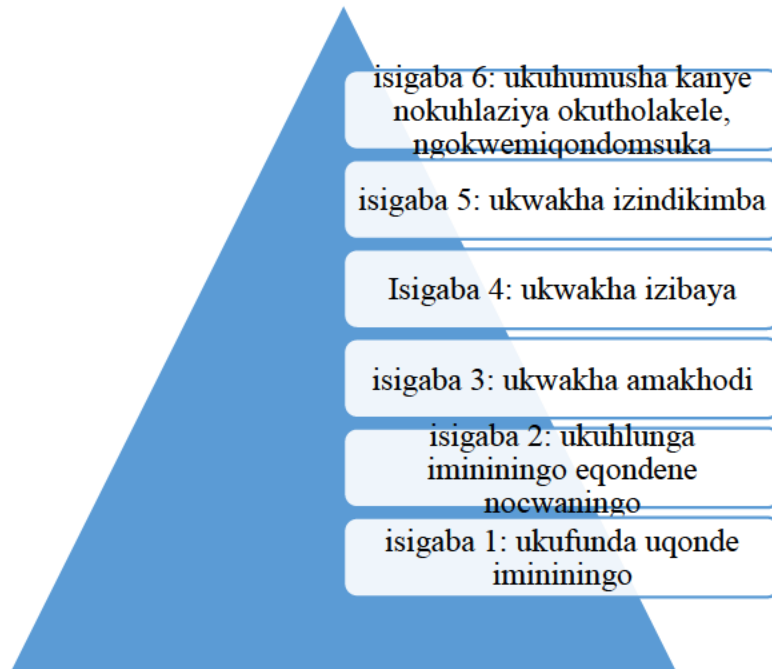 isigaba 6: ukuhumusha kanye
nokuhlaziya okutholakele,
ngokwemiqondomsuka
isigaba 5: ukwakha izindikimba
Isigaba 4: ukwakha izibaya
isigaba 3: ukwakha amakhodi
isigaba 2: ukuhlunga
imininingo eqondene
nocwaningo
isigaba 1: ukufunda uqonde
imininingo